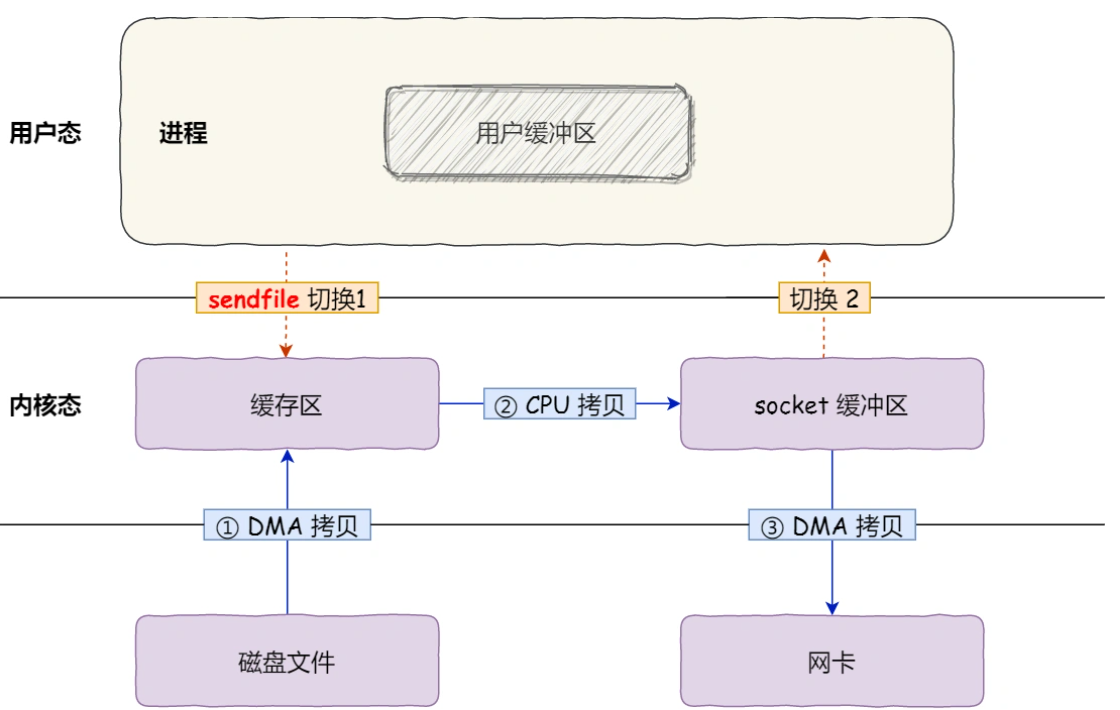 用户态
进程
用户缓冲区
sendfile 切换1
切换 2
内核态
缓存区
② CPU 拷贝
socket 缓冲区
① DMA 拷贝
③ DMA 拷贝
磁盘文件
网卡